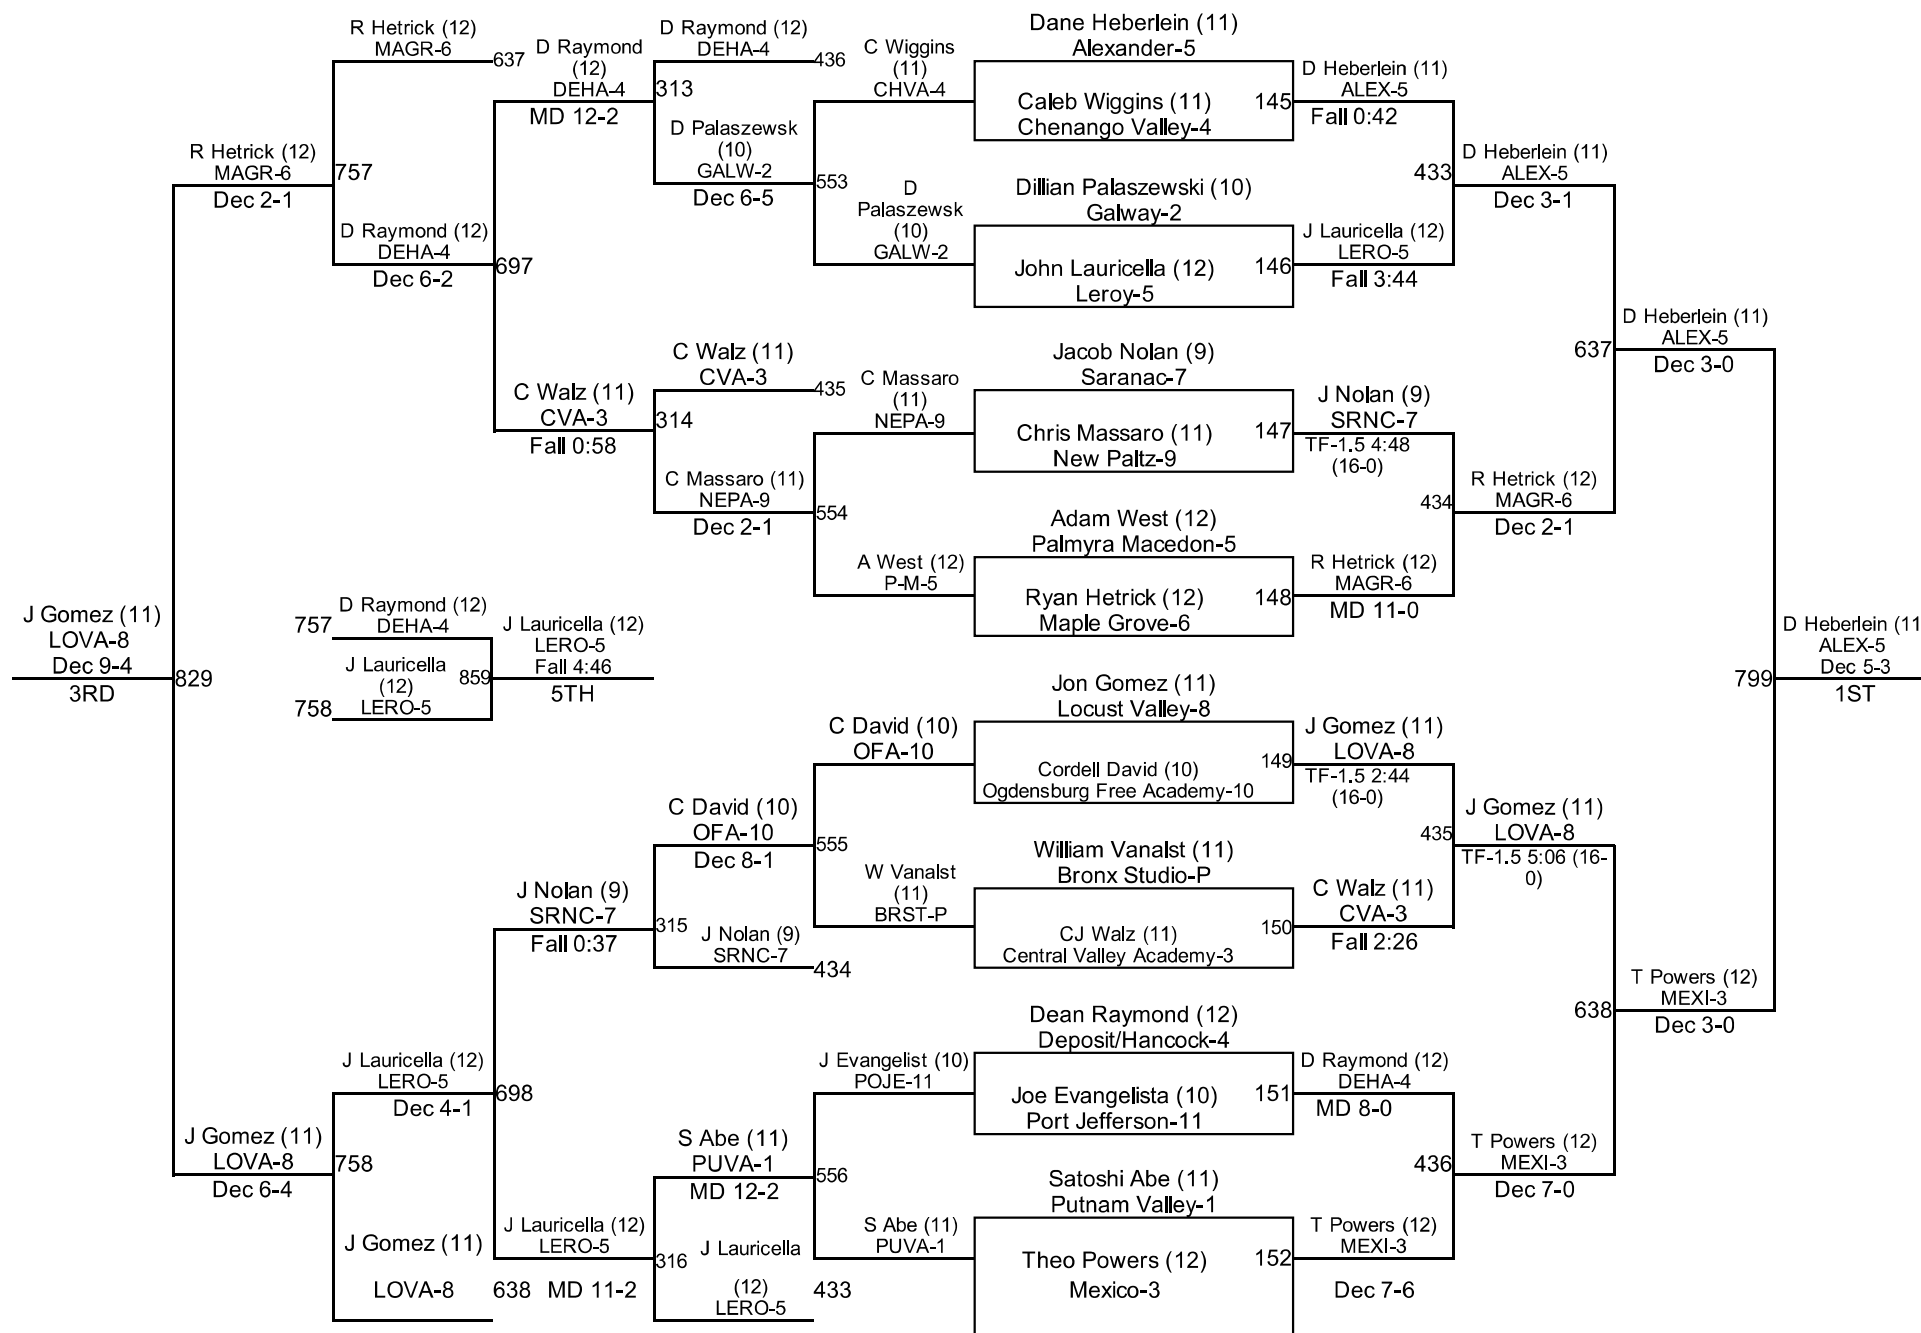 R Hetrick (12)
MAGR-6
637
R Hetrick (12)
MAGR-6
Dec 2-1
757
D Raymond (12)
DEHA-4
Dec 6-2
697
D Raymond
(12)
DEHA-4
MD 12-2
313
D Raymond (12)
DEHA-4
436
D Palaszewsk
(10)
GALW-2
Dec 6-5
553
C Wiggins
(11)
CHVA-4
D
Palaszewsk
(10)
GALW-2
C Walz (11)
CVA-3
Fall 0:58
314
C Walz (11)
CVA-3
435
C Massaro (11)
NEPA-9
Dec 2-1
554
C Massaro
(11)
NEPA-9
A West (12)
P-M-5
J Gomez (11)
LOVA-8
Dec 9-4
3RD
829
757
D Raymond (12)
DEHA-4
J Lauricella
(12)
LERO-5
758
859
J Lauricella (12)
LERO-5
Fall 4:46
5TH
C David (10)
OFA-10
C David (10)
OFA-10
Dec 8-1
555
W Vanalst
(11)
BRST-P
J Nolan (9)
SRNC-7
Fall 0:37
315
J Nolan (9)
SRNC-7
434
J Lauricella (12)
LERO-5
Dec 4-1
698
J Gomez (11)
LOVA-8
Dec 6-4
758
J Gomez (11)
LOVA-8
638
J Lauricella (12)
LERO-5
MD 11-2
316
S Abe (11)
PUVA-1
MD 12-2
556
J Lauricella
(12)
LERO-5
433
J Evangelist (10)
POJE-11
S Abe (11)
PUVA-1
Dane Heberlein (11)
Alexander-5
Caleb Wiggins (11)
Chenango Valley-4
145
Dillian Palaszewski (10)
Galway-2
John Lauricella (12)
Leroy-5
146
Jacob Nolan (9)
Saranac-7
Chris Massaro (11)
New Paltz-9
147
Adam West (12)
Palmyra Macedon-5
Ryan Hetrick (12)
Maple Grove-6
148
Jon Gomez (11)
Locust Valley-8
Cordell David (10)
Ogdensburg Free Academy-10
149
William Vanalst (11)
Bronx Studio-P
CJ Walz (11)
Central Valley Academy-3
150
Dean Raymond (12)
Deposit/Hancock-4
Joe Evangelista (10)
Port Jefferson-11
151
Satoshi Abe (11)
Putnam Valley-1
Theo Powers (12)
Mexico-3
152
D Heberlein (11)
ALEX-5
Fall 0:42
433
J Lauricella (12)
LERO-5
Fall 3:44
D Heberlein (11)
ALEX-5
Dec 3-1
J Nolan (9)
SRNC-7
TF-1.5 4:48
(16-0)
434
R Hetrick (12)
MAGR-6
MD 11-0
R Hetrick (12)
MAGR-6
Dec 2-1
637
D Heberlein (11)
ALEX-5
Dec 3-0
J Gomez (11)
LOVA-8
TF-1.5 2:44
(16-0)
435
C Walz (11)
CVA-3
Fall 2:26
J Gomez (11)
LOVA-8
TF-1.5 5:06 (16-
0)
D Raymond (12)
DEHA-4
MD 8-0
436
T Powers (12)
MEXI-3
Dec 7-6
T Powers (12)
MEXI-3
Dec 7-0
638
T Powers (12)
MEXI-3
Dec 3-0
799
D Heberlein (11
ALEX-5
Dec 5-3
1ST